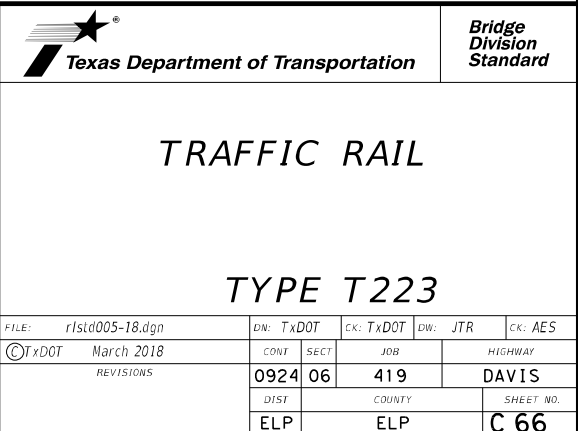 ®
Texas Department of Transportation
Bridge
Division
Standard
TRAFFIC RAIL
TYPE T223
FILE: rlstd005-18.dgn DN: TxDOT CK: TxDOT DW: JTR CK: AES
©TxDOT March 2018 CONT SECT JOB HIGHWAY
REVISIONS 0924 06 419 DAVIS
DIST COUNTY SHEET NO.
ELP ELP C 66